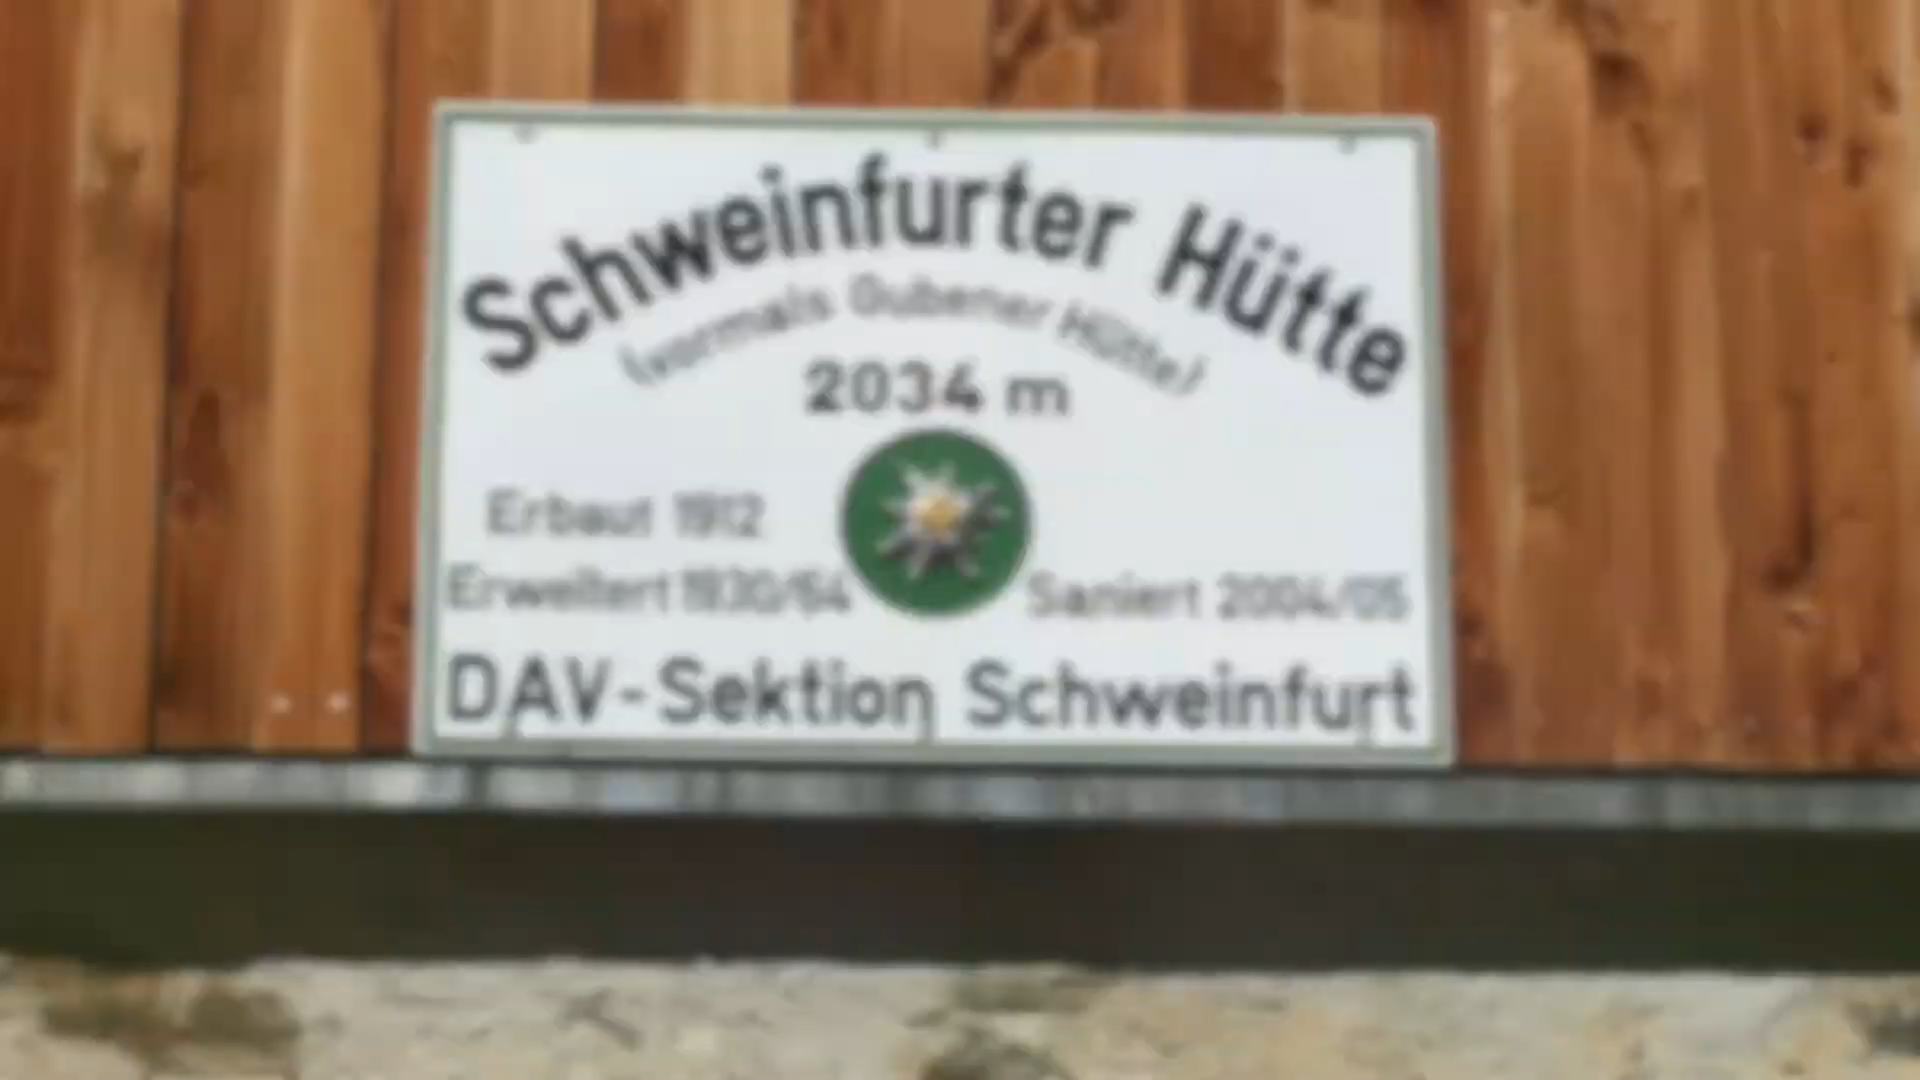 Schweinfurter Hütte
(vormals Gubener Hütte)
2034 m
Erbaut 1912
Erweitert 1930/64
Saniert 2004/05
DAV-Sektion Schweinfurt